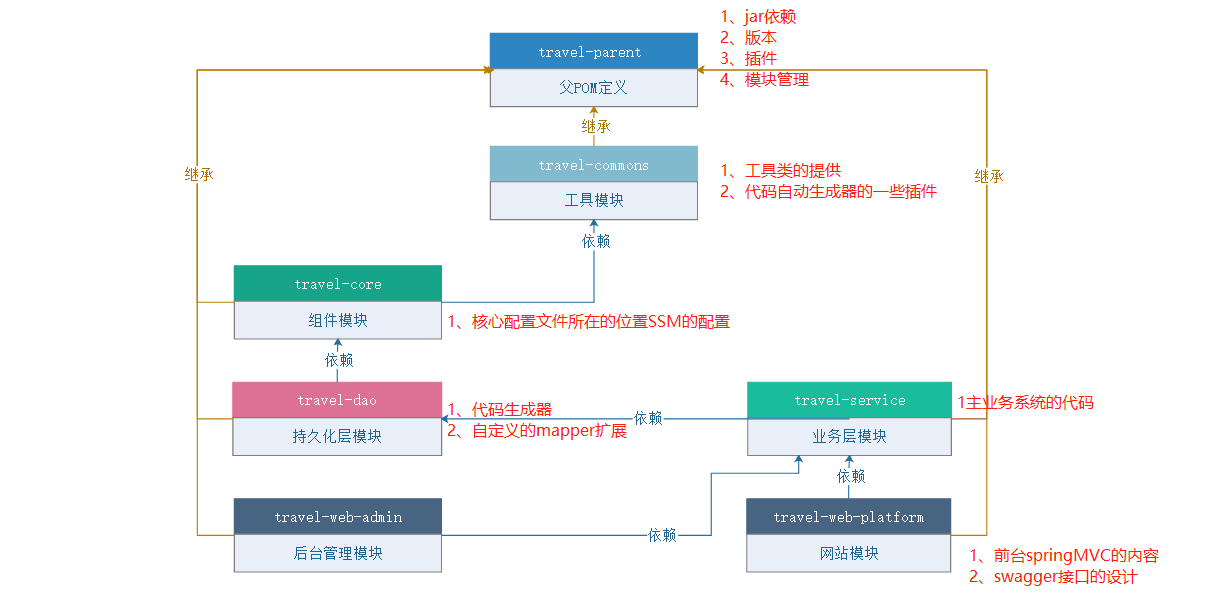 1、jar依赖
2、版本
3、插件
4、模块管理
travel-parent
父POM定义
继承
travel-commons
工具模块
1、工具类的提供
2、代码自动生成器的一些插件
继承
继承
依赖
travel-core
组件模块
1、核心配置文件所在的位置SSM的配置
依赖
travel-dao
持久化层模块
1、代码生成器
2、自定义的mapper扩展
依赖
travel-service
业务层模块
1主业务系统的代码
依赖
travel-web-admin
后台管理模块
依赖
travel-web-platform
网站模块
1、前台springMVC的内容
2、swagger接口的设计